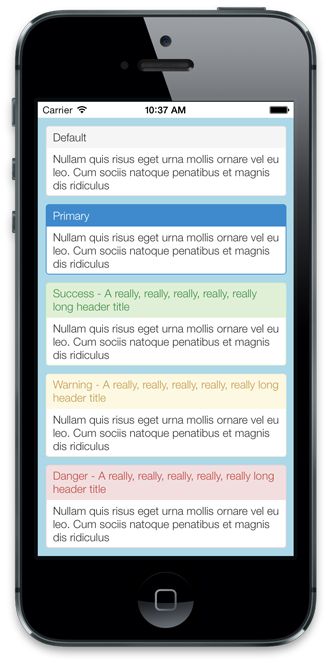 Carrier 10:37 AM
Default
Nullam quis risus eget urna mollis ornare vel eu
leo. Cum sociis natoque penatibus et magnis
dis ridiculus
Primary
Nullam quis risus eget urna mollis ornare vel eu
leo. Cum sociis natoque penatibus et magnis
dis ridiculus
Success - A really, really, really, really, really
long header title
Nullam quis risus eget urna mollis ornare vel eu
leo. Cum sociis natoque penatibus et magnis
dis ridiculus
Warning - A really, really, really, really, really long
header title
Nullam quis risus eget urna mollis ornare vel eu
leo. Cum sociis natoque penatibus et magnis
dis ridiculus
Danger - A really, really, really, really, really long
header title
Nullam quis risus eget urna mollis ornare vel eu
leo. Cum sociis natoque penatibus et magnis
dis ridiculus